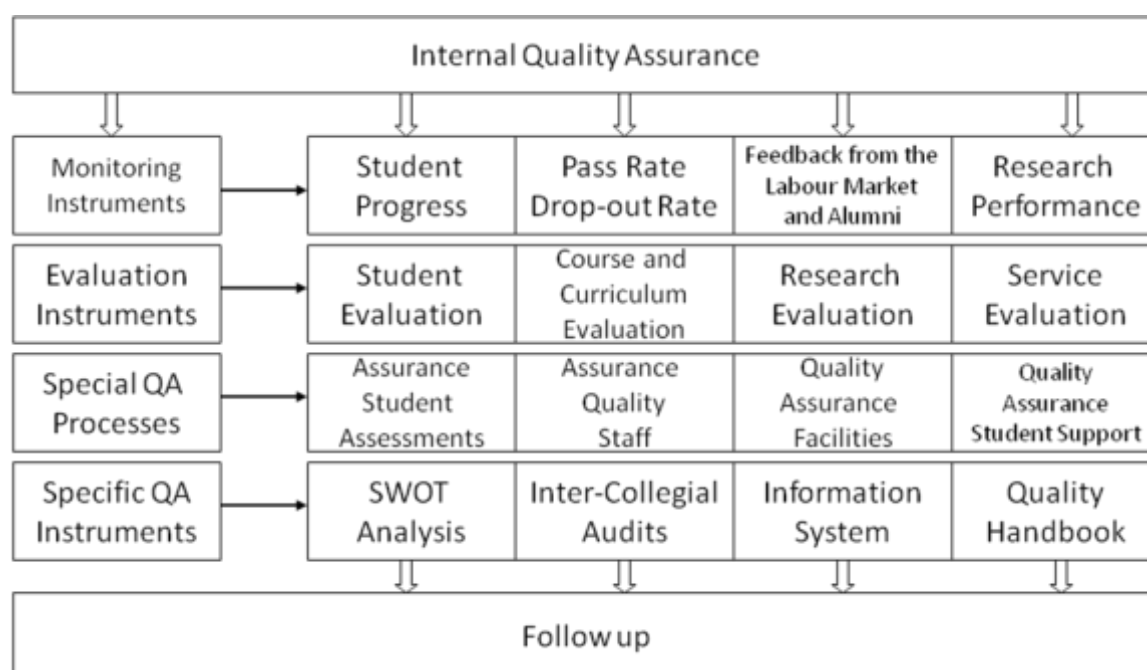 Internal Quality Assurance
Monitoring
Instruments
Student
Progress
Pass Rate
Drop-out Rate
Feedback from the
Labour Market
and Alumni
Research
Performance
Evaluation
Instruments
Student
Evaluation
Course and
Curriculum
Evaluation
Research
Evaluation
Service
Evaluation
Special QA
Processes
Assurance
Student
Assessments
Assurance
Quality
Staff
Quality
Assurance
Facilities
Quality
Assurance
Student Support
Specific QA
Instruments
SWOT
Analysis
Inter-Collegial
Audits
Information
System
Quality
Handbook
Follow up